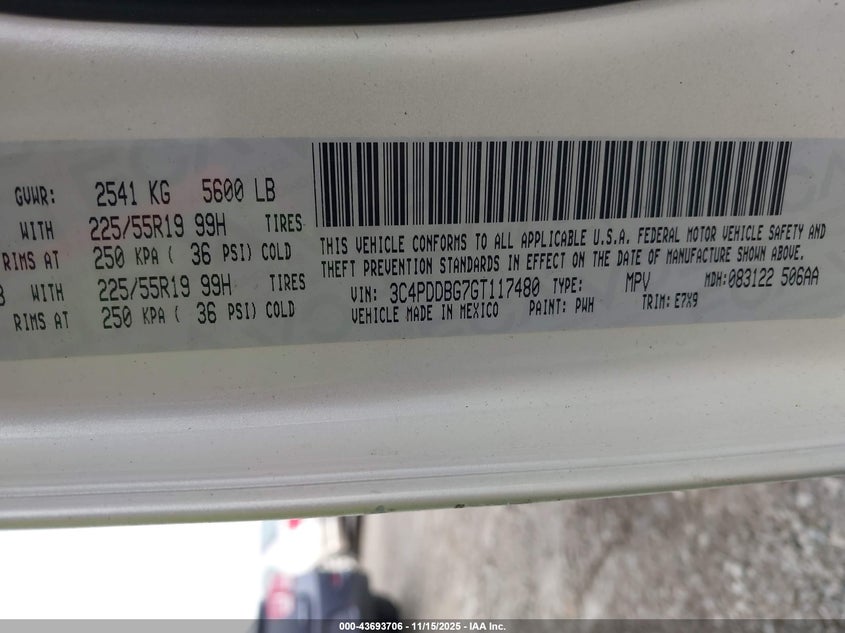 GVWR: 2541 KG 5600 LB
WITH 225/55R19 99H TIRES
RIMS AT 250 KPA ( 36 PSI) COLD
WITH 225/55R19 99H TIRES
RIMS AT 250 KPA ( 36 PSI) COLD
THIS VEHICLE CONFORMS TO ALL APPLICABLE U.S.A. FEDERAL MOTOR VEHICLE SAFETY AND
THEFT PREVENTION STANDARDS IN EFFECT ON THE DATE OF MANUFACTURE SHOWN ABOVE.
VIN: 3C4PDDBG7GT117480 TYPE: MPV MDH:083122 506AA
VEHICLE MADE IN MEXICO PAINT: PWH TRIM: E7X9
000-43693706 - 11/15/2025 - IAA Inc.